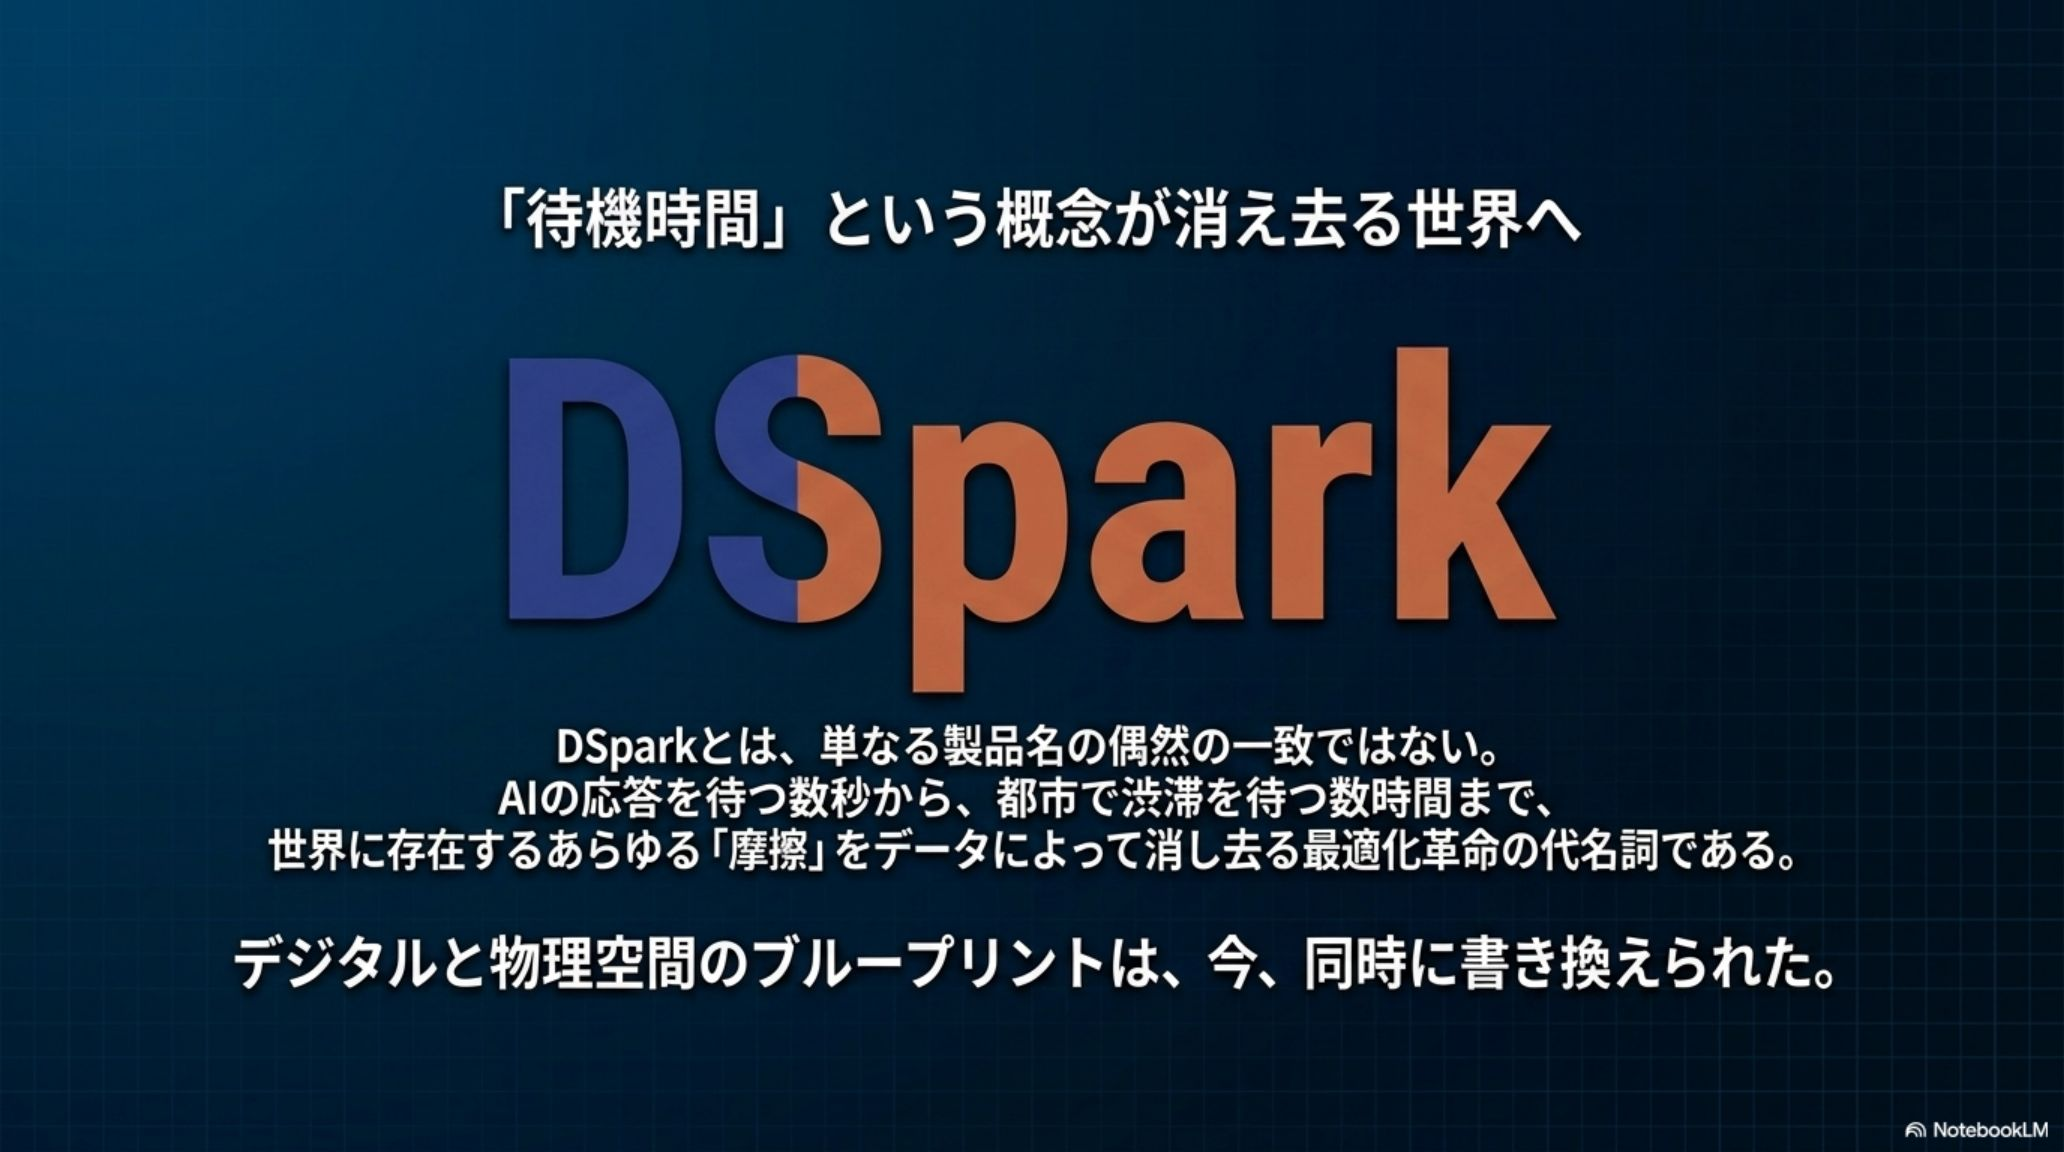 「待機時間」という概念が消え去る世界へ
DSpark
DSparkとは、単なる製品名の偶然の一致ではない。
AIの応答を待つ数秒から、都市で渋滞を待つ数時間まで、
世界に存在するあらゆる「摩擦」をデータによって消し去る最適化革命の代名詞である。
デジタルと物理空間のブループリントは、今、同時に書き換えられた。
NotebookLM